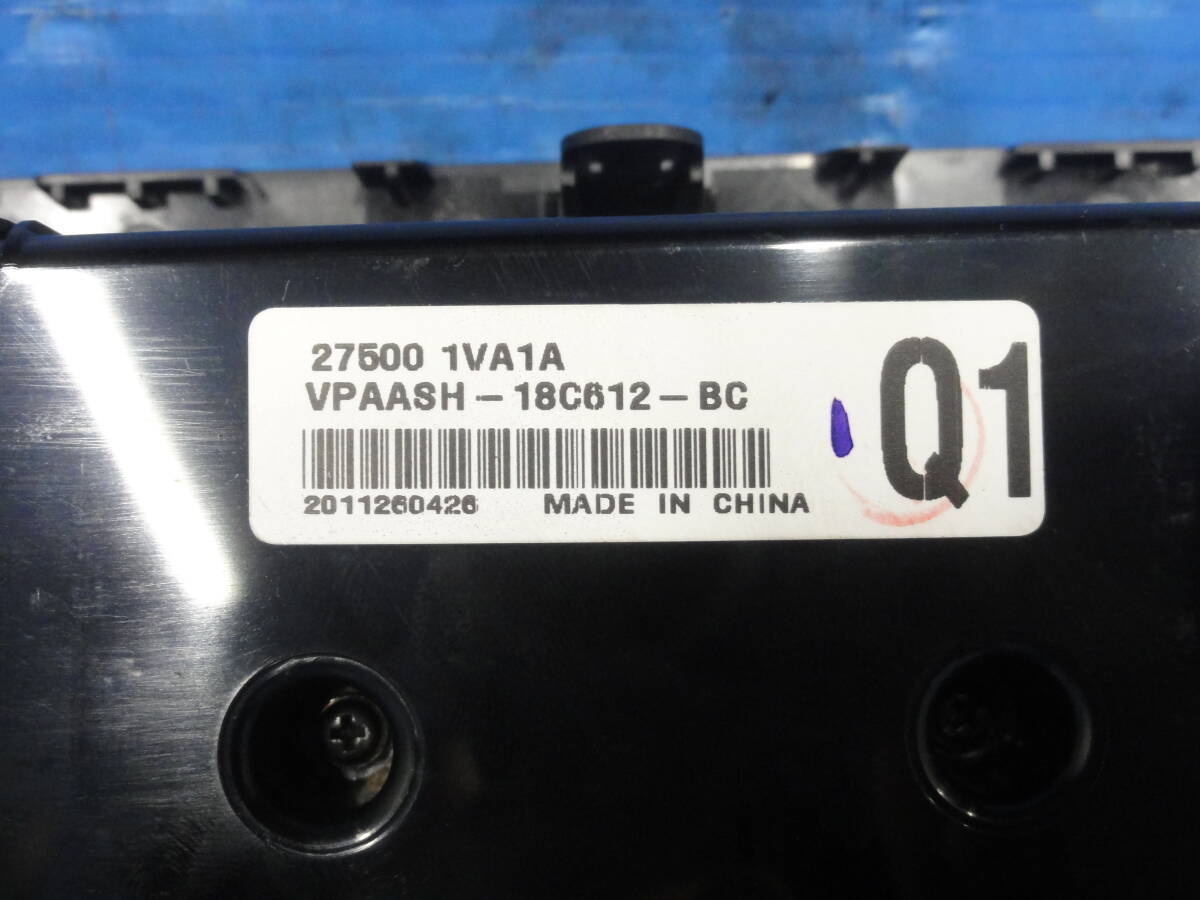 27500 1VA1A
VPAASH-18C612-BC
Q1
2011260426 MADE IN CHINA